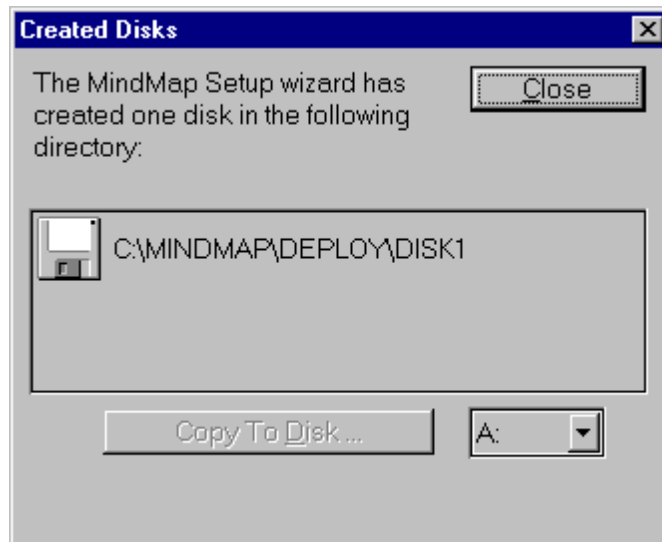 Created Disks
The MindMap Setup wizard has
created one disk in the following
directory:
Close
C:\MINDMAP\DEPLOY\DISK1
Copy To Disk ...
A: